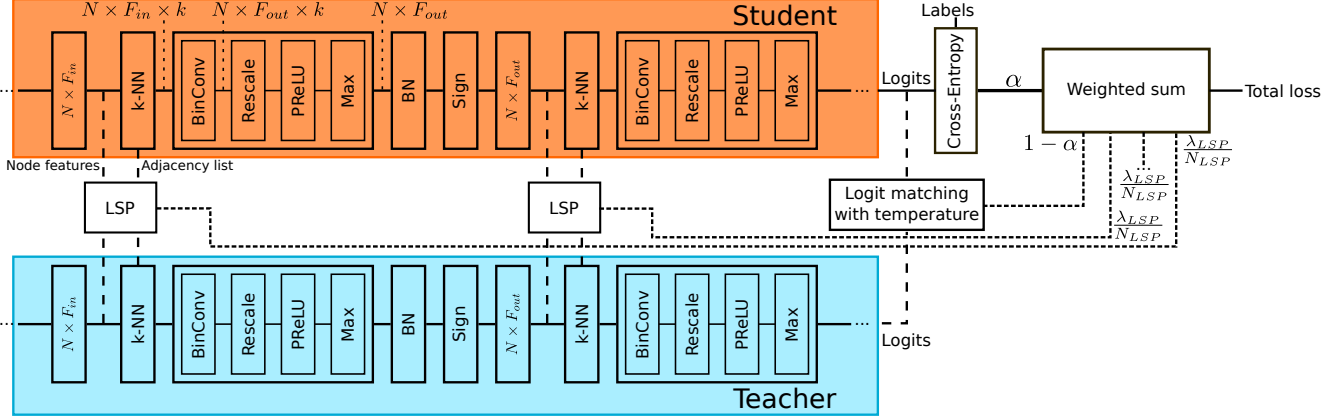 N × F_in × k
N × F_out × k
N × F_out
Student
Labels
...
N × F_in
k-NN
BinConv
Rescale
PReLU
Max
BN
Sign
N × F_out
k-NN
BinConv
Rescale
PReLU
Max
...
Logits
Cross-Entropy
α
Weighted sum
Total loss
1 − α
...
λ_LSP / N_LSP
λ_LSP / N_LSP
λ_LSP / N_LSP
Node features
Adjacency list
LSP
LSP
Logit matching
with temperature
...
N × F_in
k-NN
BinConv
Rescale
PReLU
Max
BN
Sign
N × F_out
k-NN
BinConv
Rescale
PReLU
Max
...
Logits
Teacher